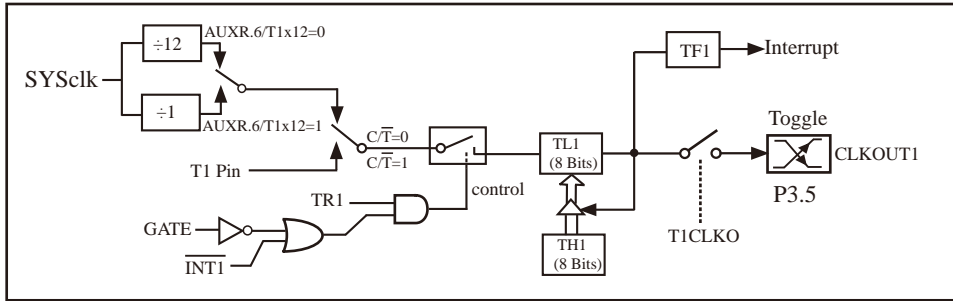 AUXR.6/T1x12=0
÷12
SYSclk
÷1
AUXR.6/T1x12=1
T1 Pin
C/T̅=0
C/T̅=1
TR1
GATE
I̅N̅T̅1̅
control
TL1
(8 Bits)
TH1
(8 Bits)
TF1
Interrupt
Toggle
CLKOUT1
P3.5
T1CLKO